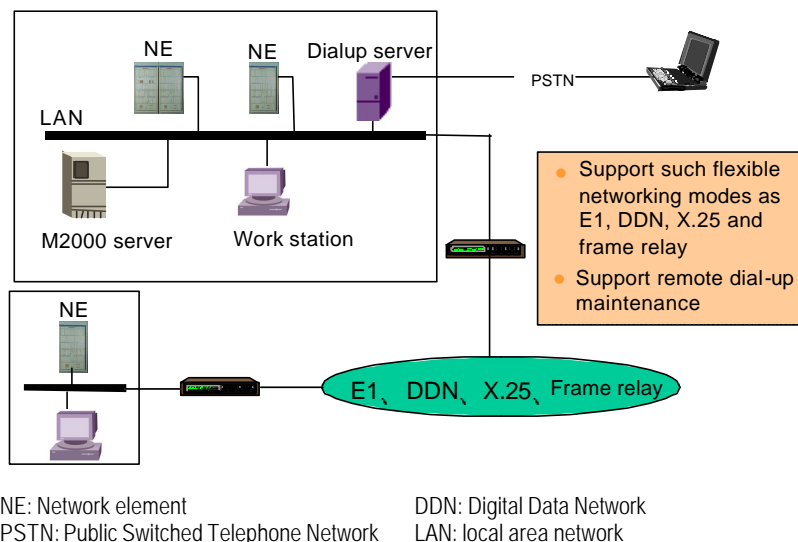 NE
NE
Dialup server
PSTN
LAN
M2000 server
Work station
Support such flexible
networking modes as
E1, DDN, X.25 and
frame relay
Support remote dial-up
maintenance
NE
E1、DDN、X.25、Frame relay
NE: Network element
DDN: Digital Data Network
PSTN: Public Switched Telephone Network
LAN: local area network